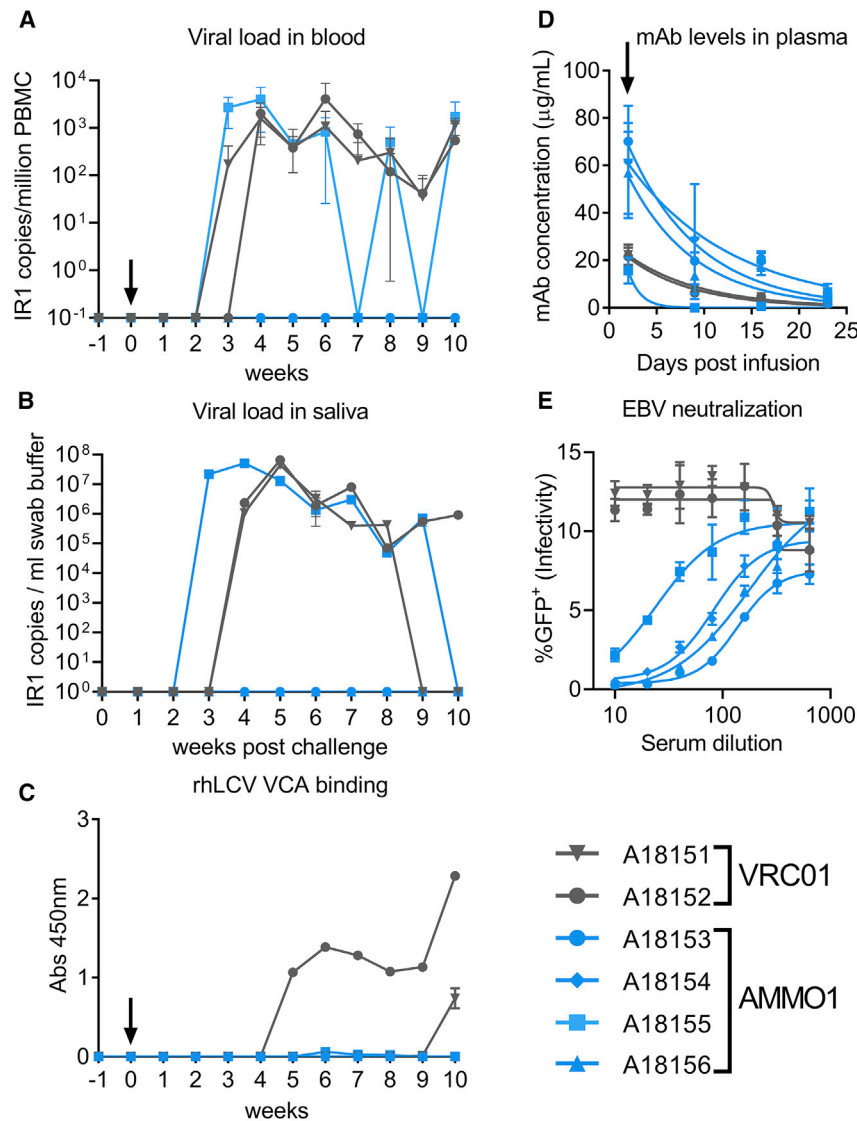 A
Viral load in blood
IR1 copies/million PBMC
10^4
10^3
10^2
10^1
10^0
10^-1
-1 0 1 2 3 4 5 6 7 8 9 10
weeks
B
Viral load in saliva
IR1 copies / ml swab buffer
10^8
10^7
10^6
10^5
10^4
10^3
10^2
10^1
10^0
0 1 2 3 4 5 6 7 8 9 10
weeks post challenge
C
rhLCV VCA binding
Abs 450nm
3
2
1
0
-1 0 1 2 3 4 5 6 7 8 9 10
weeks
D
mAb levels in plasma
mAb concentration (μg/mL)
100
80
60
40
20
0
0 5 10 15 20 25
Days post infusion
E
EBV neutralization
%GFP+ (Infectivity)
15
10
5
0
10 100 1000
Serum dilution
A18151
A18152
VRC01
A18153
A18154
A18155
A18156
AMMO1